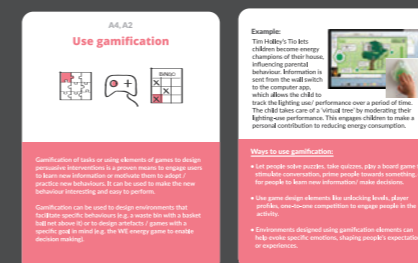 A4,A2
Use gamification
BINGO
Gamification of tasks or using elements of games to design
persuasive interventions is a proven means to engage users
to learn new information or motivate them to adopt /
practice new behaviours. It can be used to make the new
behaviour interesting and easy to perform.
Gamification can be used to design environments that
facilitate specific behaviours (e.g. a waste bin with a basket
ball net above it) or to design artefacts / games with a
specific goal in mind (e.g. the WE energy game to enable
decision making).
Example:
Tim Holley's Tio lets
children become energy
champions of their house,
influencing parental
behaviour. Information is
sent from the wall switch
to the computer app,
which allows the child to
track the lighting use/ performance over a period of time.
The child takes care of a 'virtual tree' by moderating their
lighting-use performance. This engages children to make a
personal contribution to reducing energy consumption.
Ways to use gamification:
• Let people solve puzzles, take quizzes, play a board game
stimulate conversation, prime people towards something,
for people to learn new information/ make decisions.
• Use game design elements like unlocking levels, player
profiles, one-to-one competition to engage people in the
activity.
• Environments designed using gamification elements can
help evoke specific emotions, shaping people's expectation
or experiences.